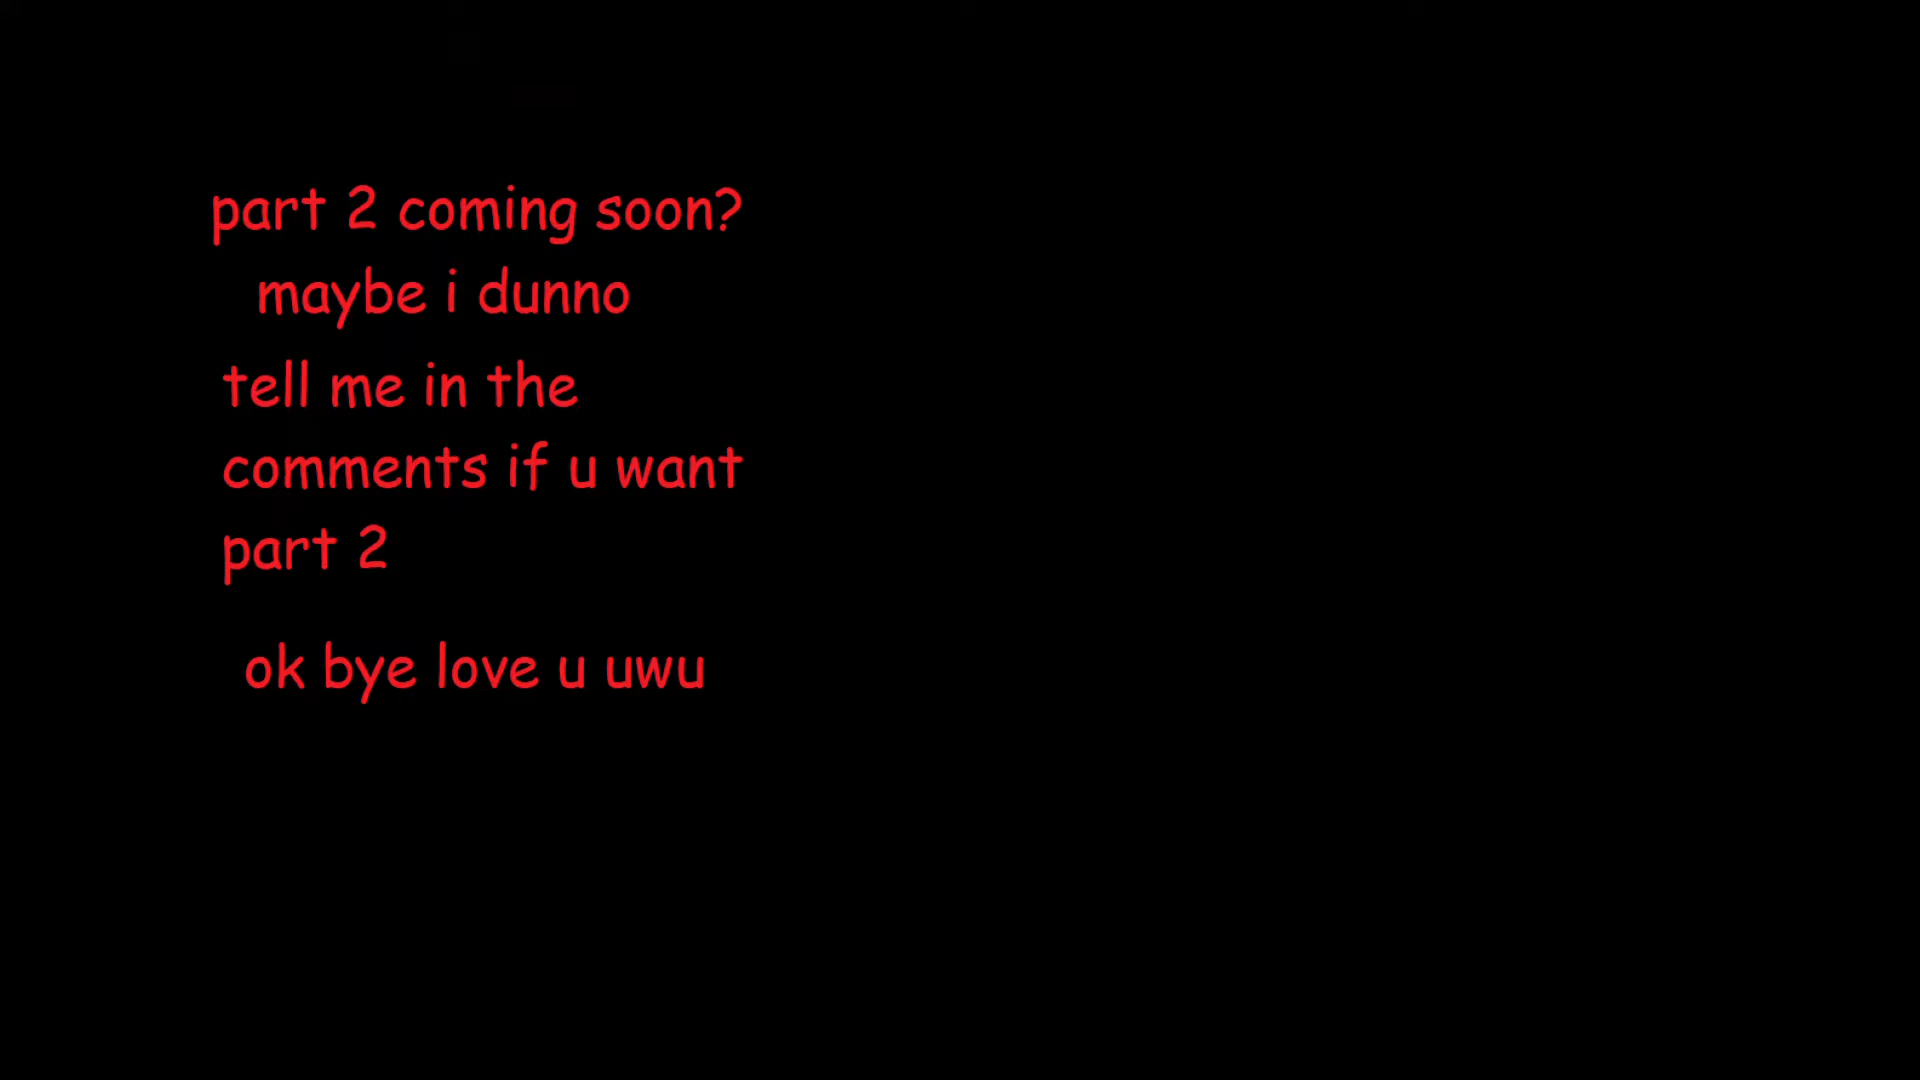 part 2 coming soon?
maybe i dunno
tell me in the
comments if u want
part 2
ok bye love u uwu